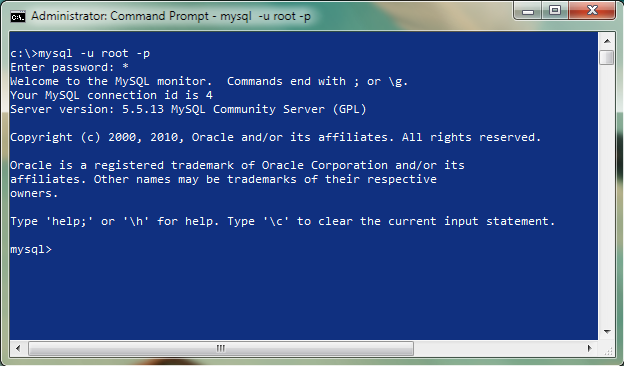 Administrator: Command Prompt - mysql  -u root -p
c:\>mysql -u root -p
Enter password: *
Welcome to the MySQL monitor.  Commands end with ; or \g.
Your MySQL connection id is 4
Server version: 5.5.13 MySQL Community Server (GPL)
Copyright (c) 2000, 2010, Oracle and/or its affiliates. All rights reserved.
Oracle is a registered trademark of Oracle Corporation and/or its
affiliates. Other names may be trademarks of their respective
owners.
Type 'help;' or '\h' for help. Type '\c' to clear the current input statement.
mysql>